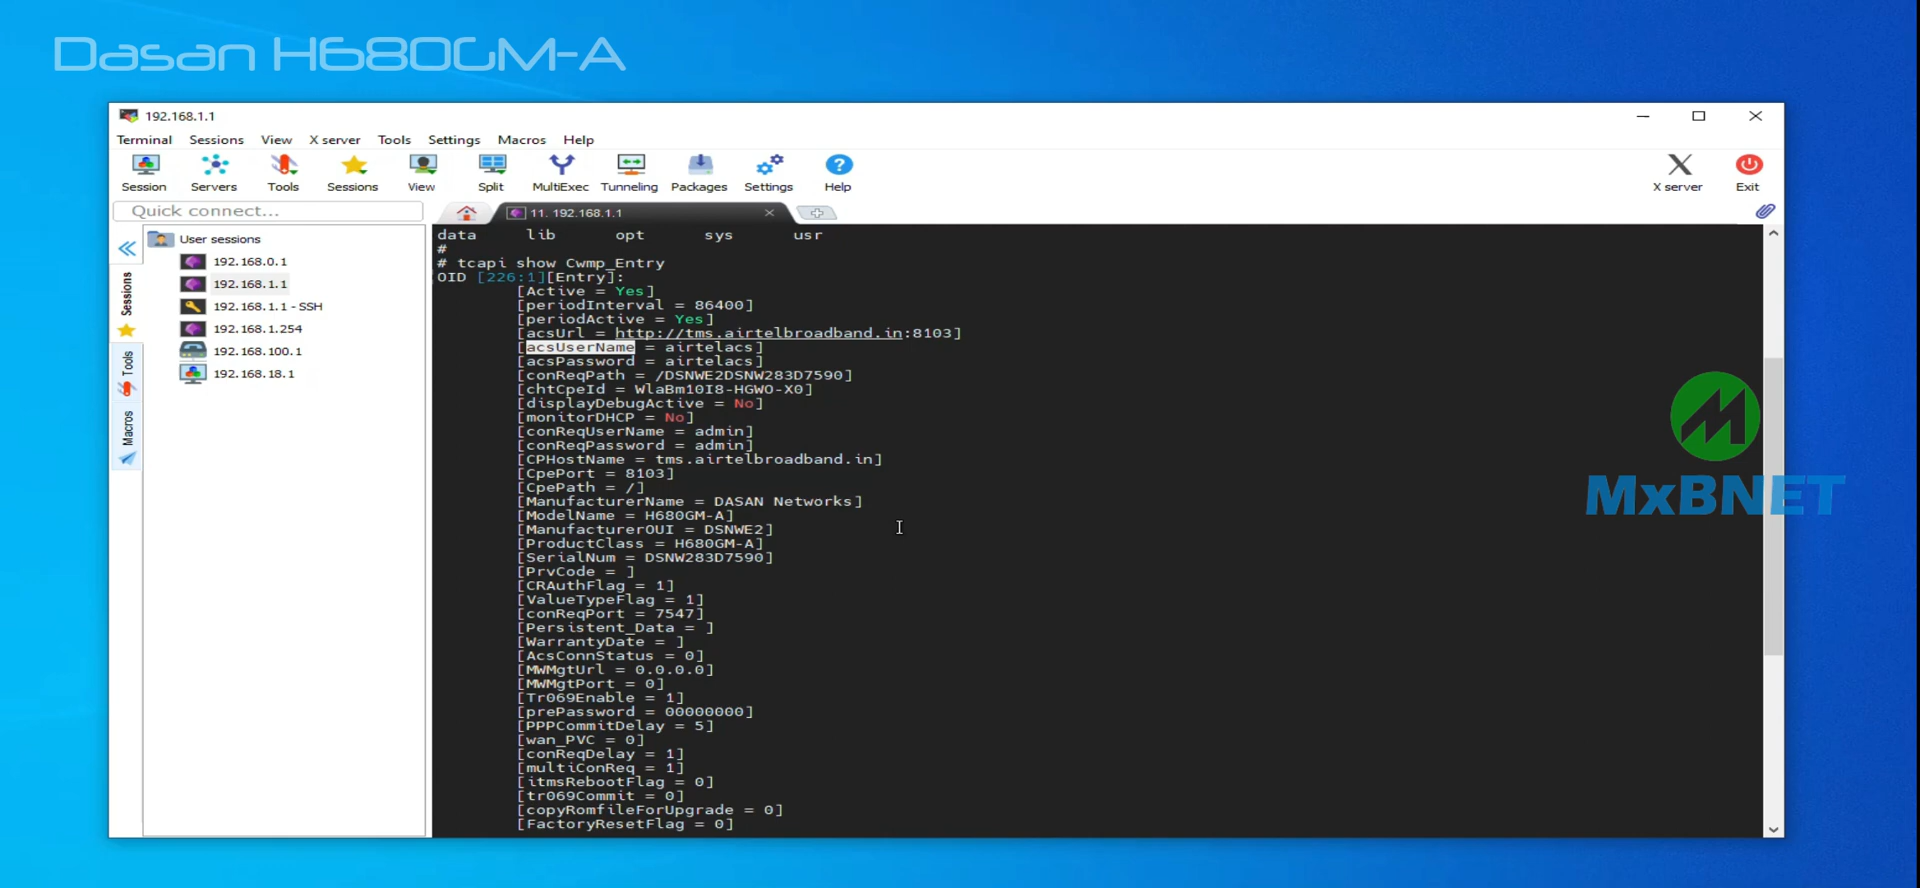 Dasan H680GM-A
192.168.1.1
Terminal Sessions View X server Tools Settings Macros Help
Session Servers Tools Sessions View Split MultiExec Tunneling Packages Settings Help X server Exit
Quick connect...
11. 192.168.1.1
User sessions
192.168.0.1
192.168.1.1
192.168.1.1 - SSH
192.168.1.254
192.168.100.1
192.168.18.1
Sessions
Tools
Macros
data lib opt sys usr
#
# tcapi show Cwmp_Entry
OID [226:1][Entry]:
[Active = Yes]
[periodInterval = 86400]
[periodActive = Yes]
[acsUrl = http://tms.airtelbroadband.in:8103]
[acsUserName = airtelacs]
[acsPassword = airtelacs]
[conReqPath = /DSNWE2DSNW283D7590]
[chtCpeId = WlaBm10I8-HGWO-X0]
[displayDebugActive = No]
[monitorDHCP = No]
[conReqUserName = admin]
[conReqPassword = admin]
[CPHostName = tms.airtelbroadband.in]
[CpePort = 8103]
[CpePath = /]
[ManufacturerName = DASAN Networks]
[ModelName = H680GM-A]
[ManufacturerOUI = DSNWE2]
[ProductClass = H680GM-A]
[SerialNum = DSNW283D7590]
[PrvCode = ]
[CRAuthFlag = 1]
[ValueTypeFlag = 1]
[conReqPort = 7547]
[Persistent_Data = ]
[WarrantyDate = ]
[AcsConnStatus = 0]
[MWMgtUrl = 0.0.0.0]
[MWMgtPort = 0]
[Tr069Enable = 1]
[prePassword = 00000000]
[PPPCommitDelay = 5]
[wan_PVC = 0]
[conReqDelay = 1]
[multiConReq = 1]
[itmsRebootFlag = 0]
[tr069Commit = 0]
[copyRomfileForUpgrade = 0]
[FactoryResetFlag = 0]
MxBNET